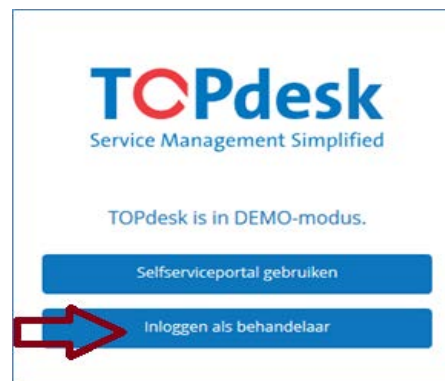 TOPdesk
Service Management Simplified
TOPdesk is in DEMO-modus.
Selfserviceportal gebruiken
Inloggen als behandelaar